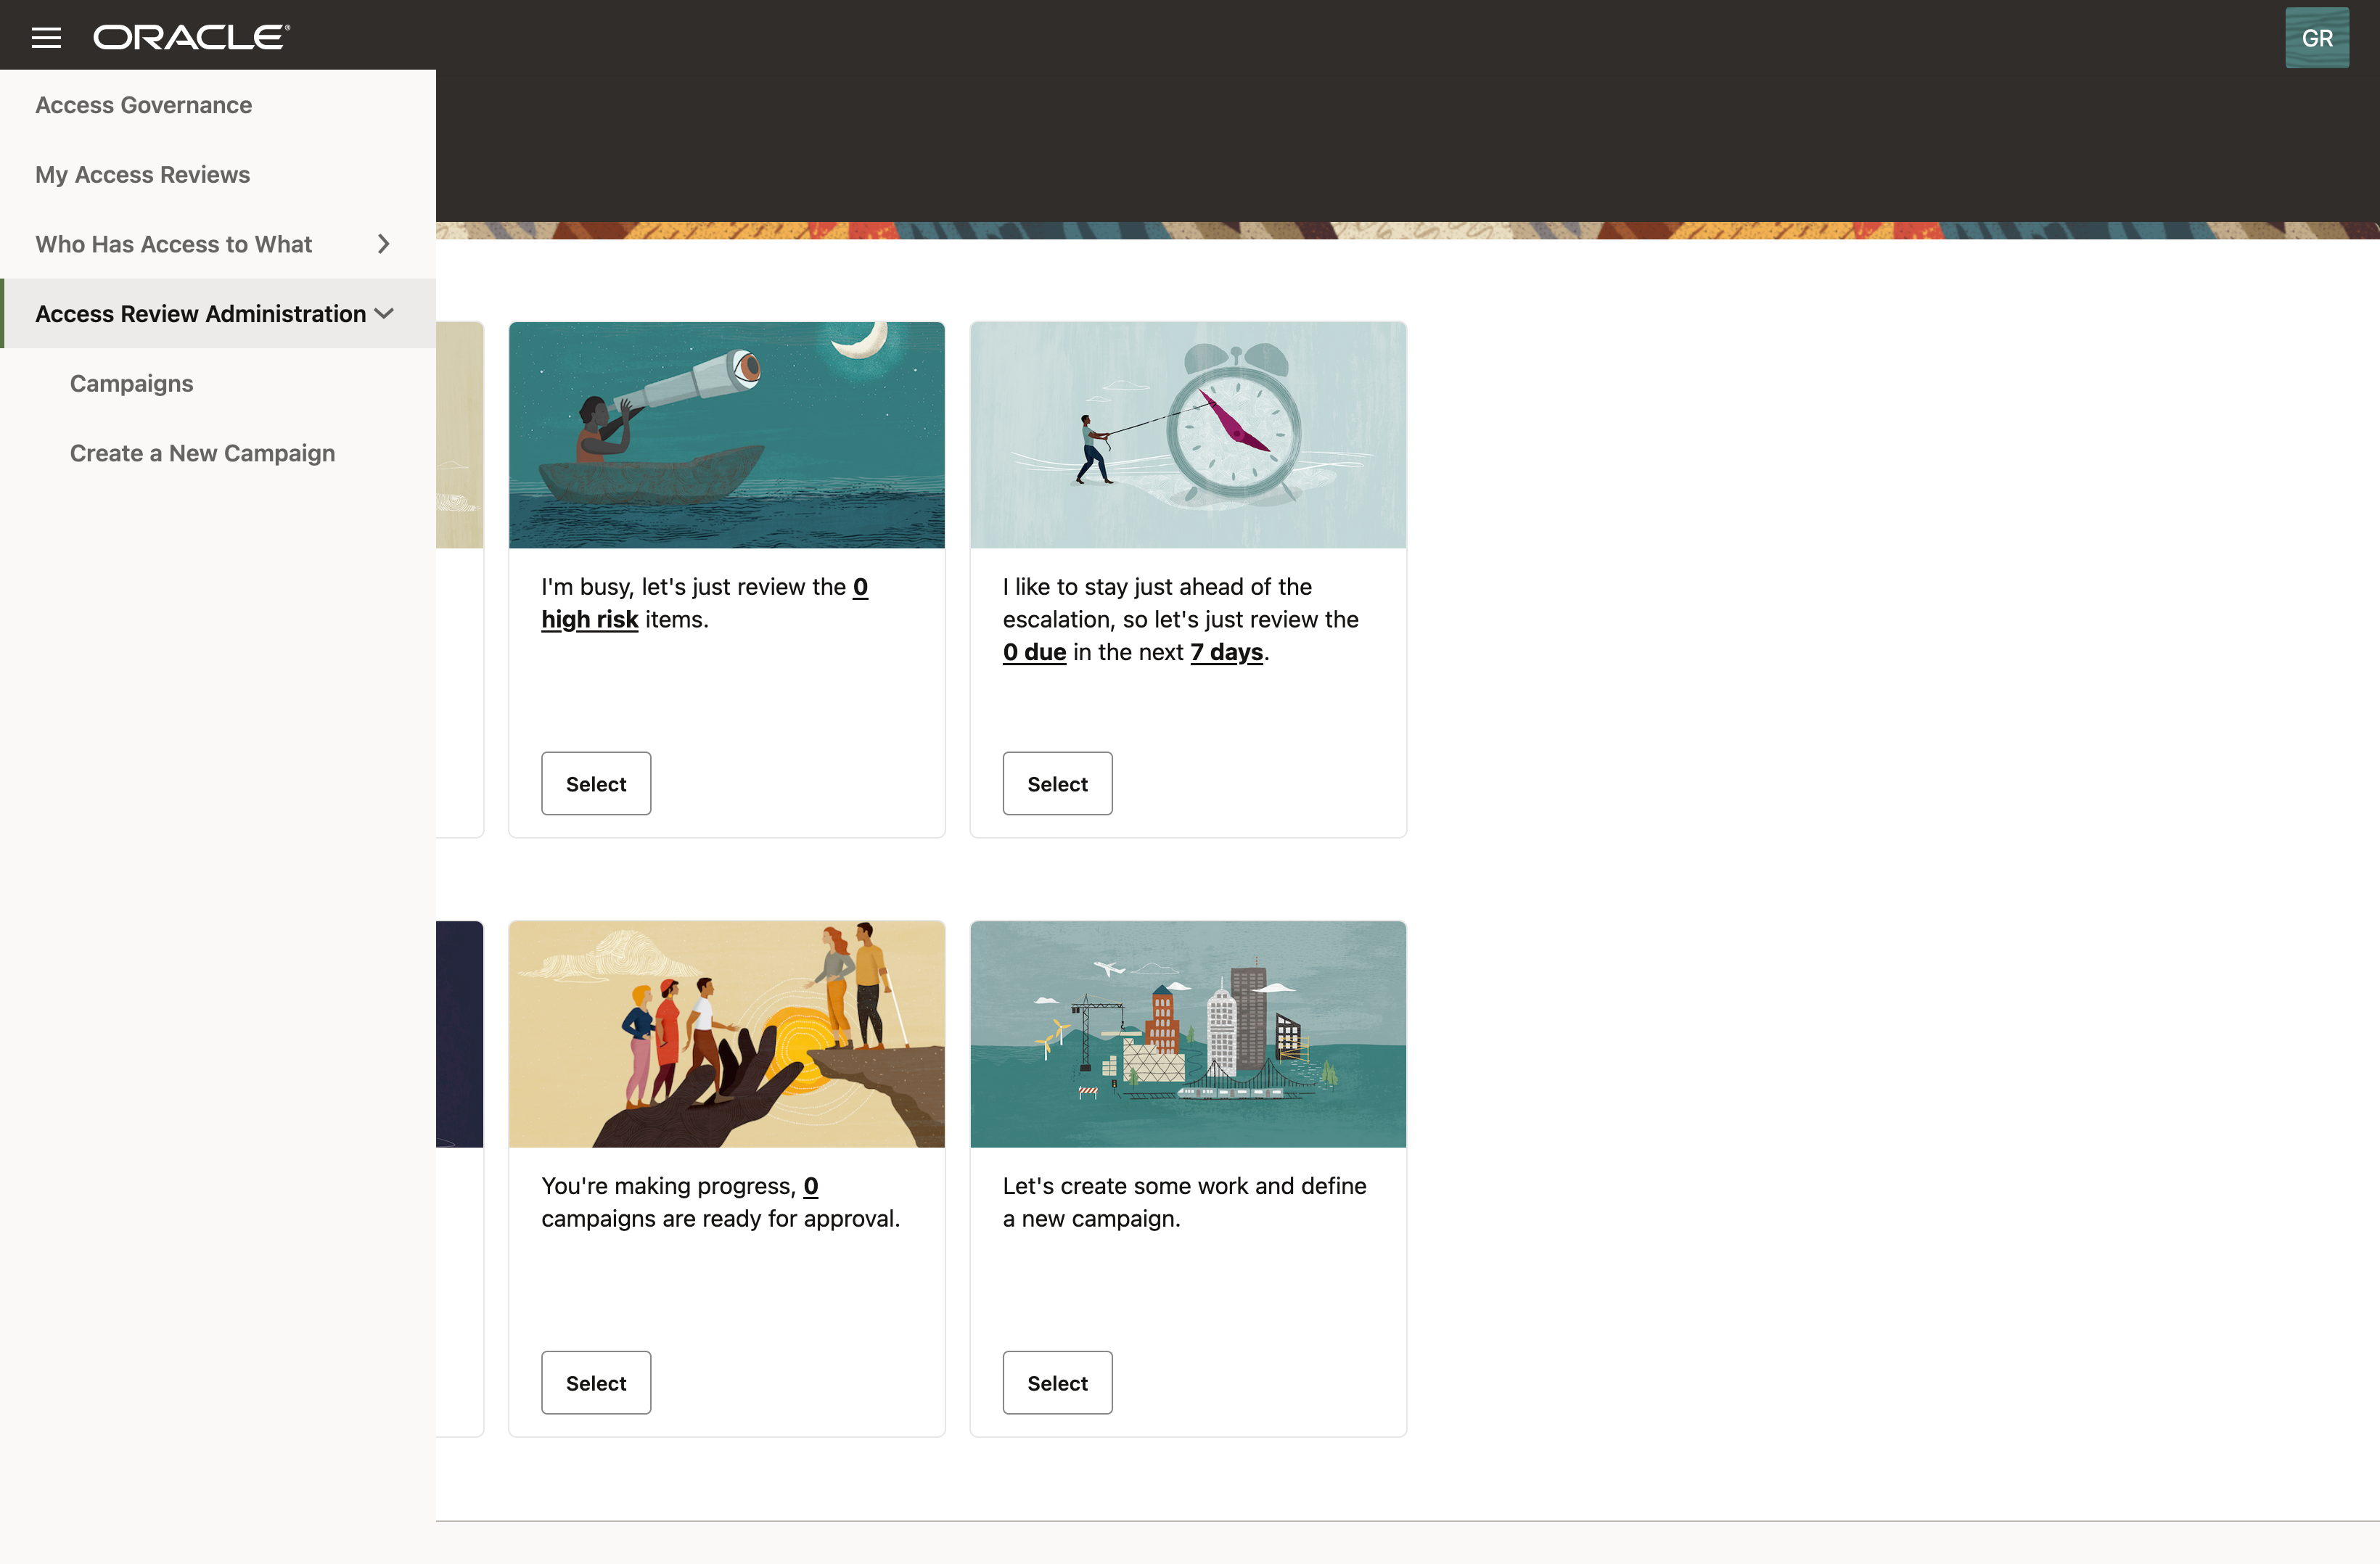 ORACLE®
GR
Access Governance
My Access Reviews
Who Has Access to What
Access Review Administration
Campaigns
Create a New Campaign
I'm busy, let's just review the 0
high risk items.
Select
I like to stay just ahead of the
escalation, so let's just review the
0 due in the next 7 days.
Select
You're making progress, 0
campaigns are ready for approval.
Select
Let's create some work and define
a new campaign.
Select